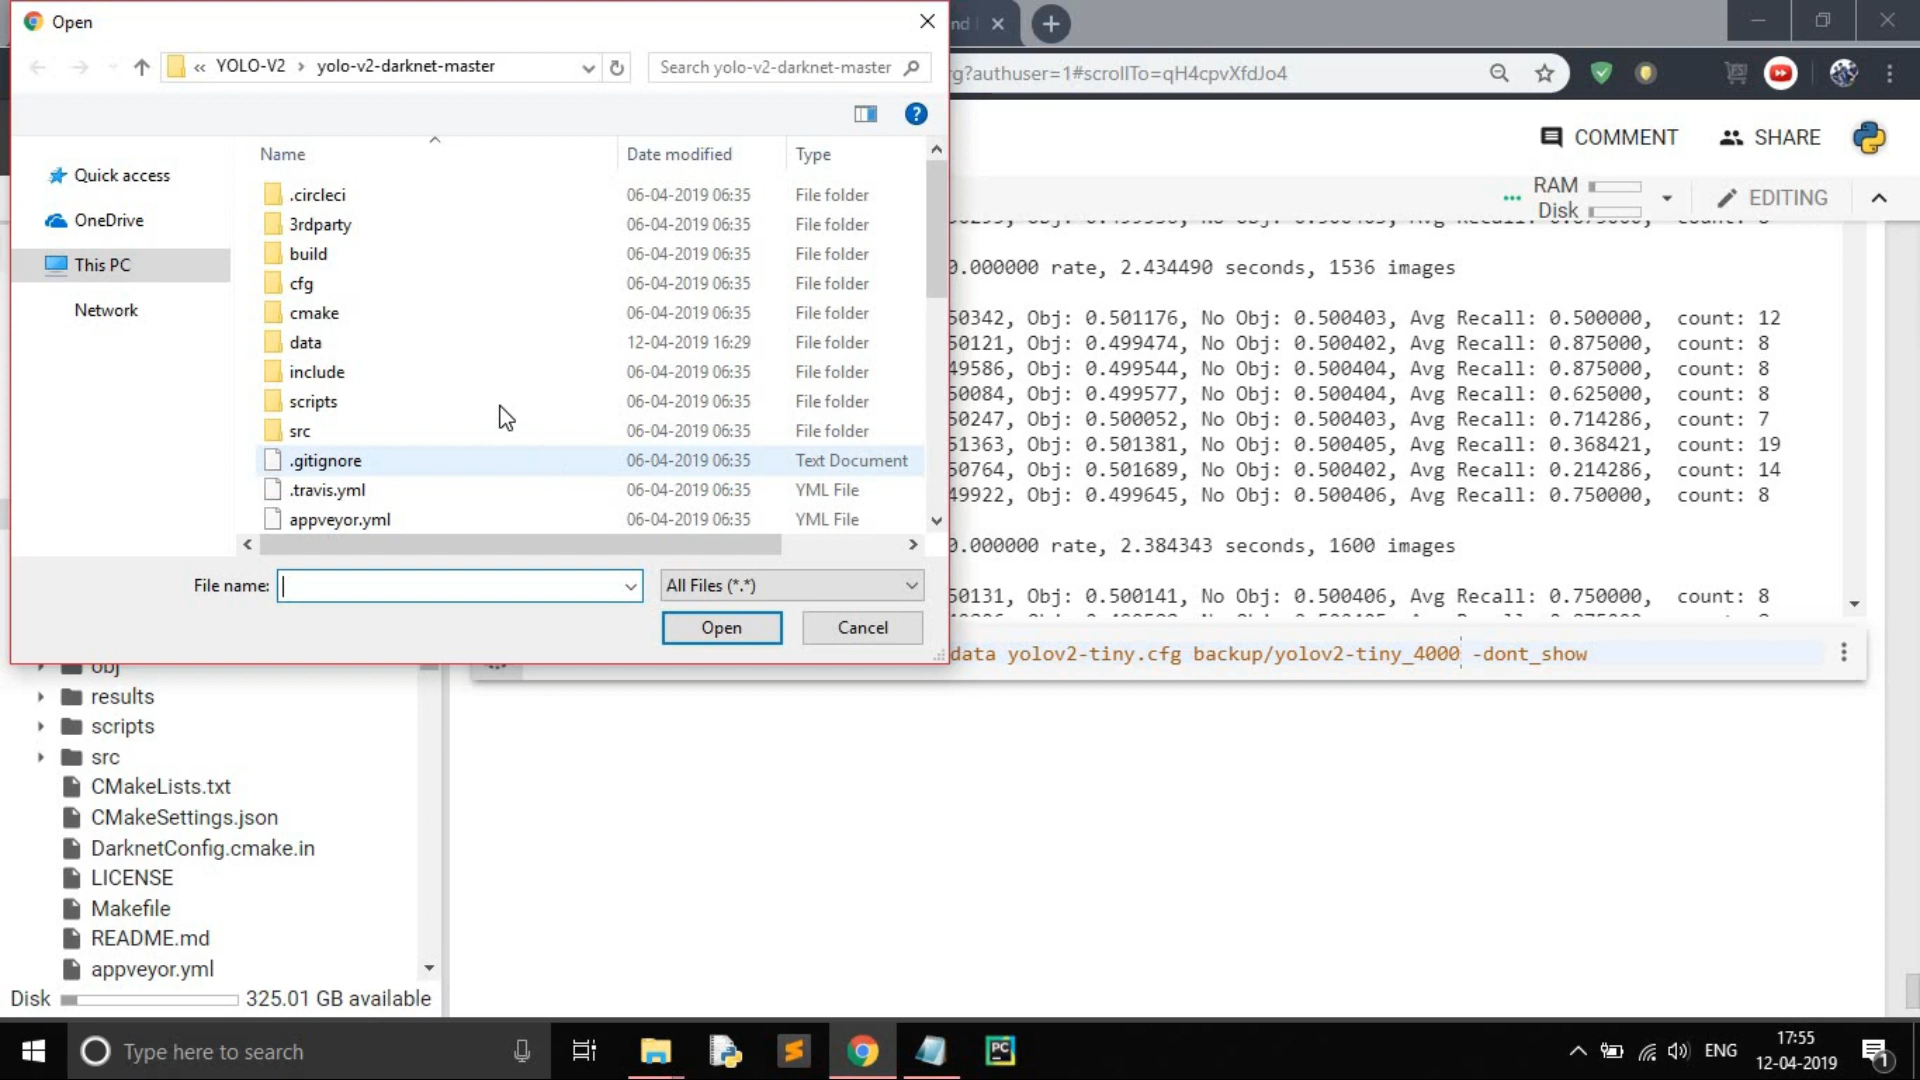 Open
nd
« YOLO-V2 › yolo-v2-darknet-master
Search yolo-v2-darknet-master
rg?authuser=1#scrollTo=qH4cpvXfdJo4
COMMENT
SHARE
Name
Date modified
Type
Quick access
OneDrive
This PC
Network
.circleci 06-04-2019 06:35 File folder
3rdparty 06-04-2019 06:35 File folder
build 06-04-2019 06:35 File folder
cfg 06-04-2019 06:35 File folder
cmake 06-04-2019 06:35 File folder
data 12-04-2019 16:29 File folder
include 06-04-2019 06:35 File folder
scripts 06-04-2019 06:35 File folder
src 06-04-2019 06:35 File folder
.gitignore 06-04-2019 06:35 Text Document
.travis.yml 06-04-2019 06:35 YML File
appveyor.yml 06-04-2019 06:35 YML File
File name:
All Files (*.*)
Open
Cancel
RAM
Disk
EDITING
0.000000 rate, 2.434490 seconds, 1536 images
50342, Obj: 0.501176, No Obj: 0.500403, Avg Recall: 0.500000, count: 12
50121, Obj: 0.499474, No Obj: 0.500402, Avg Recall: 0.875000, count: 8
49586, Obj: 0.499544, No Obj: 0.500404, Avg Recall: 0.875000, count: 8
50084, Obj: 0.499577, No Obj: 0.500404, Avg Recall: 0.625000, count: 8
50247, Obj: 0.500052, No Obj: 0.500403, Avg Recall: 0.714286, count: 7
51363, Obj: 0.501381, No Obj: 0.500405, Avg Recall: 0.368421, count: 19
50764, Obj: 0.501689, No Obj: 0.500402, Avg Recall: 0.214286, count: 14
49922, Obj: 0.499645, No Obj: 0.500406, Avg Recall: 0.750000, count: 8
0.000000 rate, 2.384343 seconds, 1600 images
50131, Obj: 0.500141, No Obj: 0.500406, Avg Recall: 0.750000, count: 8
data yolov2-tiny.cfg backup/yolov2-tiny_4000 -dont_show
obj
results
scripts
src
CMakeLists.txt
CMakeSettings.json
DarknetConfig.cmake.in
LICENSE
Makefile
README.md
appveyor.yml
Disk
325.01 GB available
Type here to search
PC
ENG
17:55
12-04-2019
1